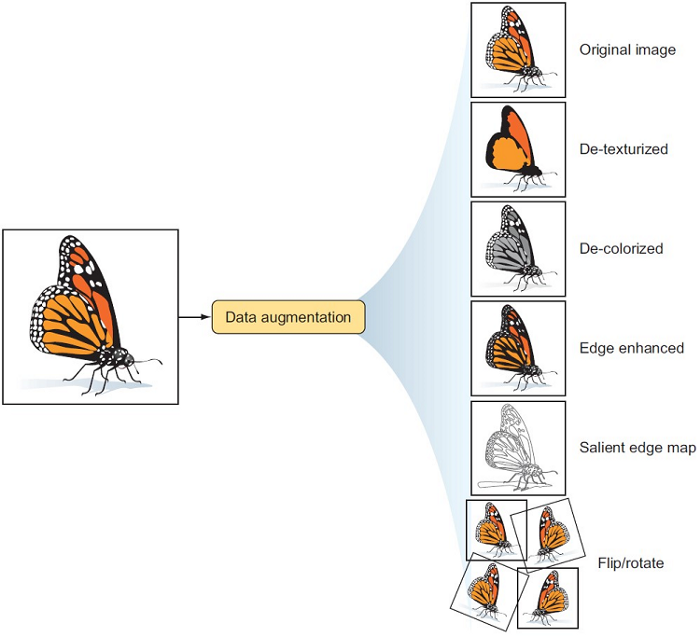 Original image
De-texturized
De-colorized
Data augmentation
Edge enhanced
Salient edge map
Flip/rotate